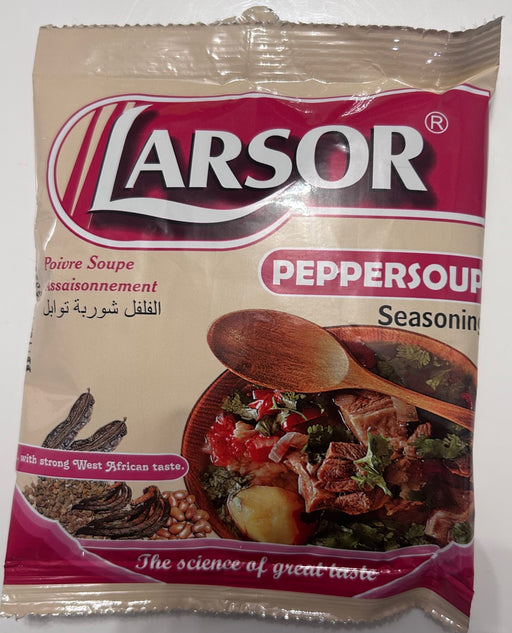 LARSOR®
Poivre Soupe
Assaisonnement
الفلفل شوربة توابل
PEPPERSOUP
Seasoning
with strong West African taste.
The science of great taste